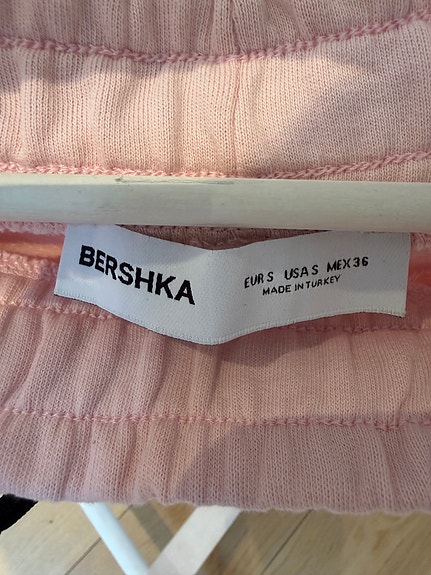 BERSHKA
EUR S USA S MEX 36
MADE IN TURKEY